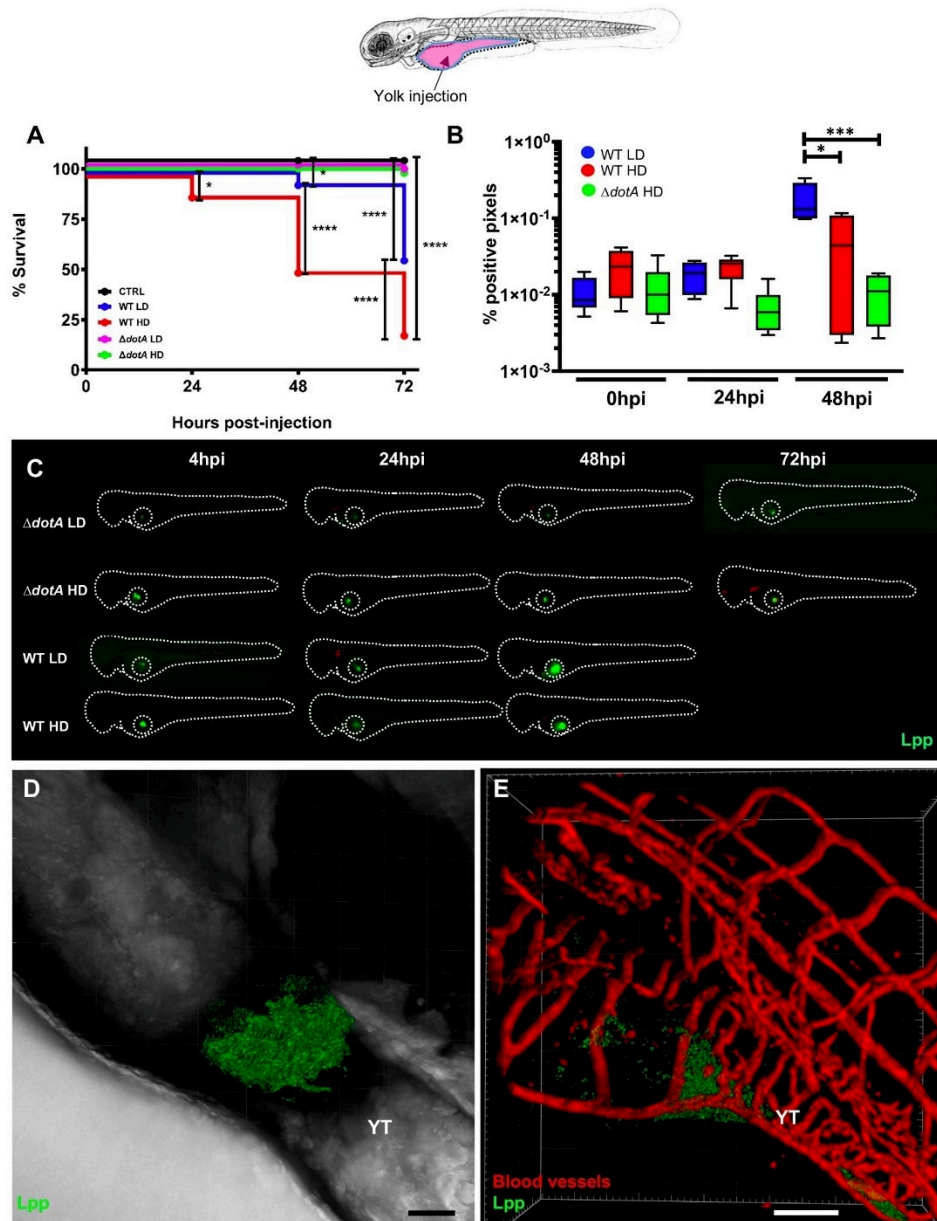 Yolk injection
A
% Survival
100
75
50
25
0
0 24 48 72
Hours post-injection
CTRL
WT LD
WT HD
ΔdotA LD
ΔdotA HD
*
*
****
****
****
****
B
% positive pixels
1×10⁰
1×10⁻¹
1×10⁻²
1×10⁻³
WT LD
WT HD
ΔdotA HD
***
*
0hpi 24hpi 48hpi
C
4hpi 24hpi 48hpi 72hpi
ΔdotA LD
ΔdotA HD
WT LD
WT HD
Lpp
D
YT
Lpp
E
YT
Blood vessels
Lpp